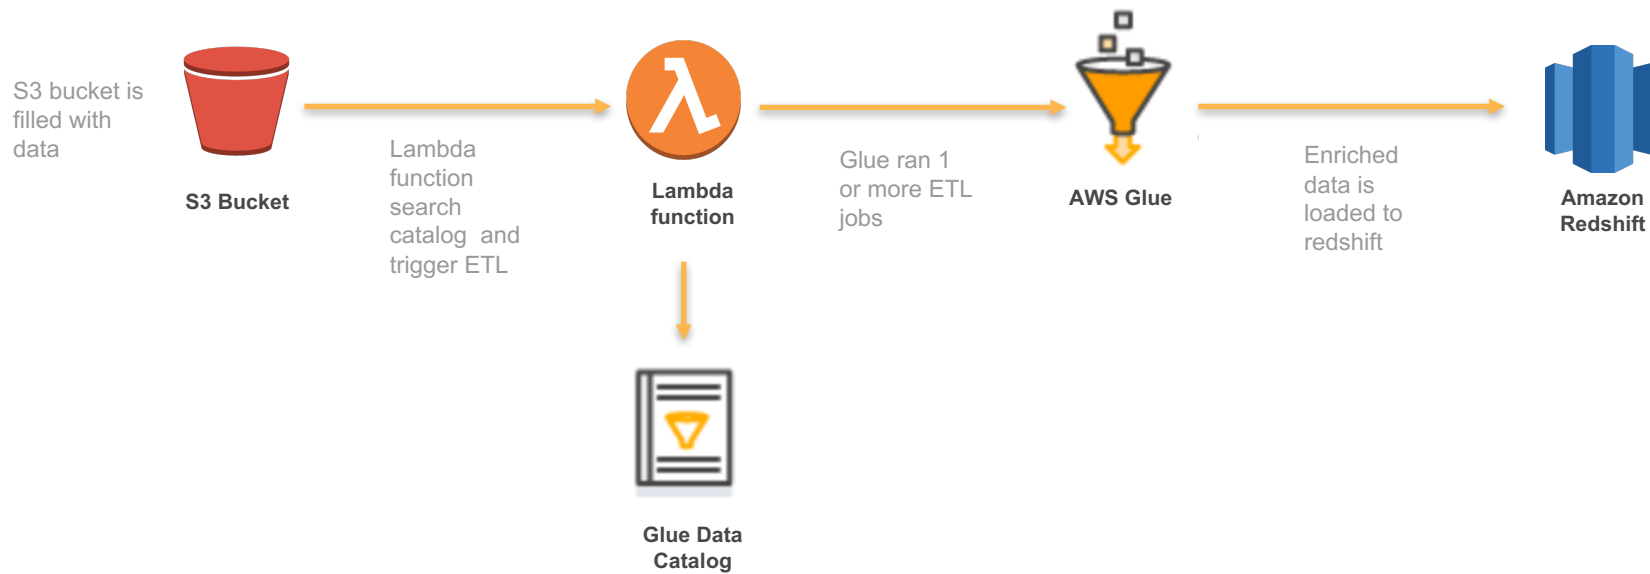 S3 bucket is
filled with
data
S3 Bucket
Lambda
function
search
catalog and
trigger ETL
Lambda
function
Glue ran 1
or more ETL
jobs
AWS Glue
Enriched
data is
loaded to
redshift
Amazon
Redshift
Glue Data
Catalog